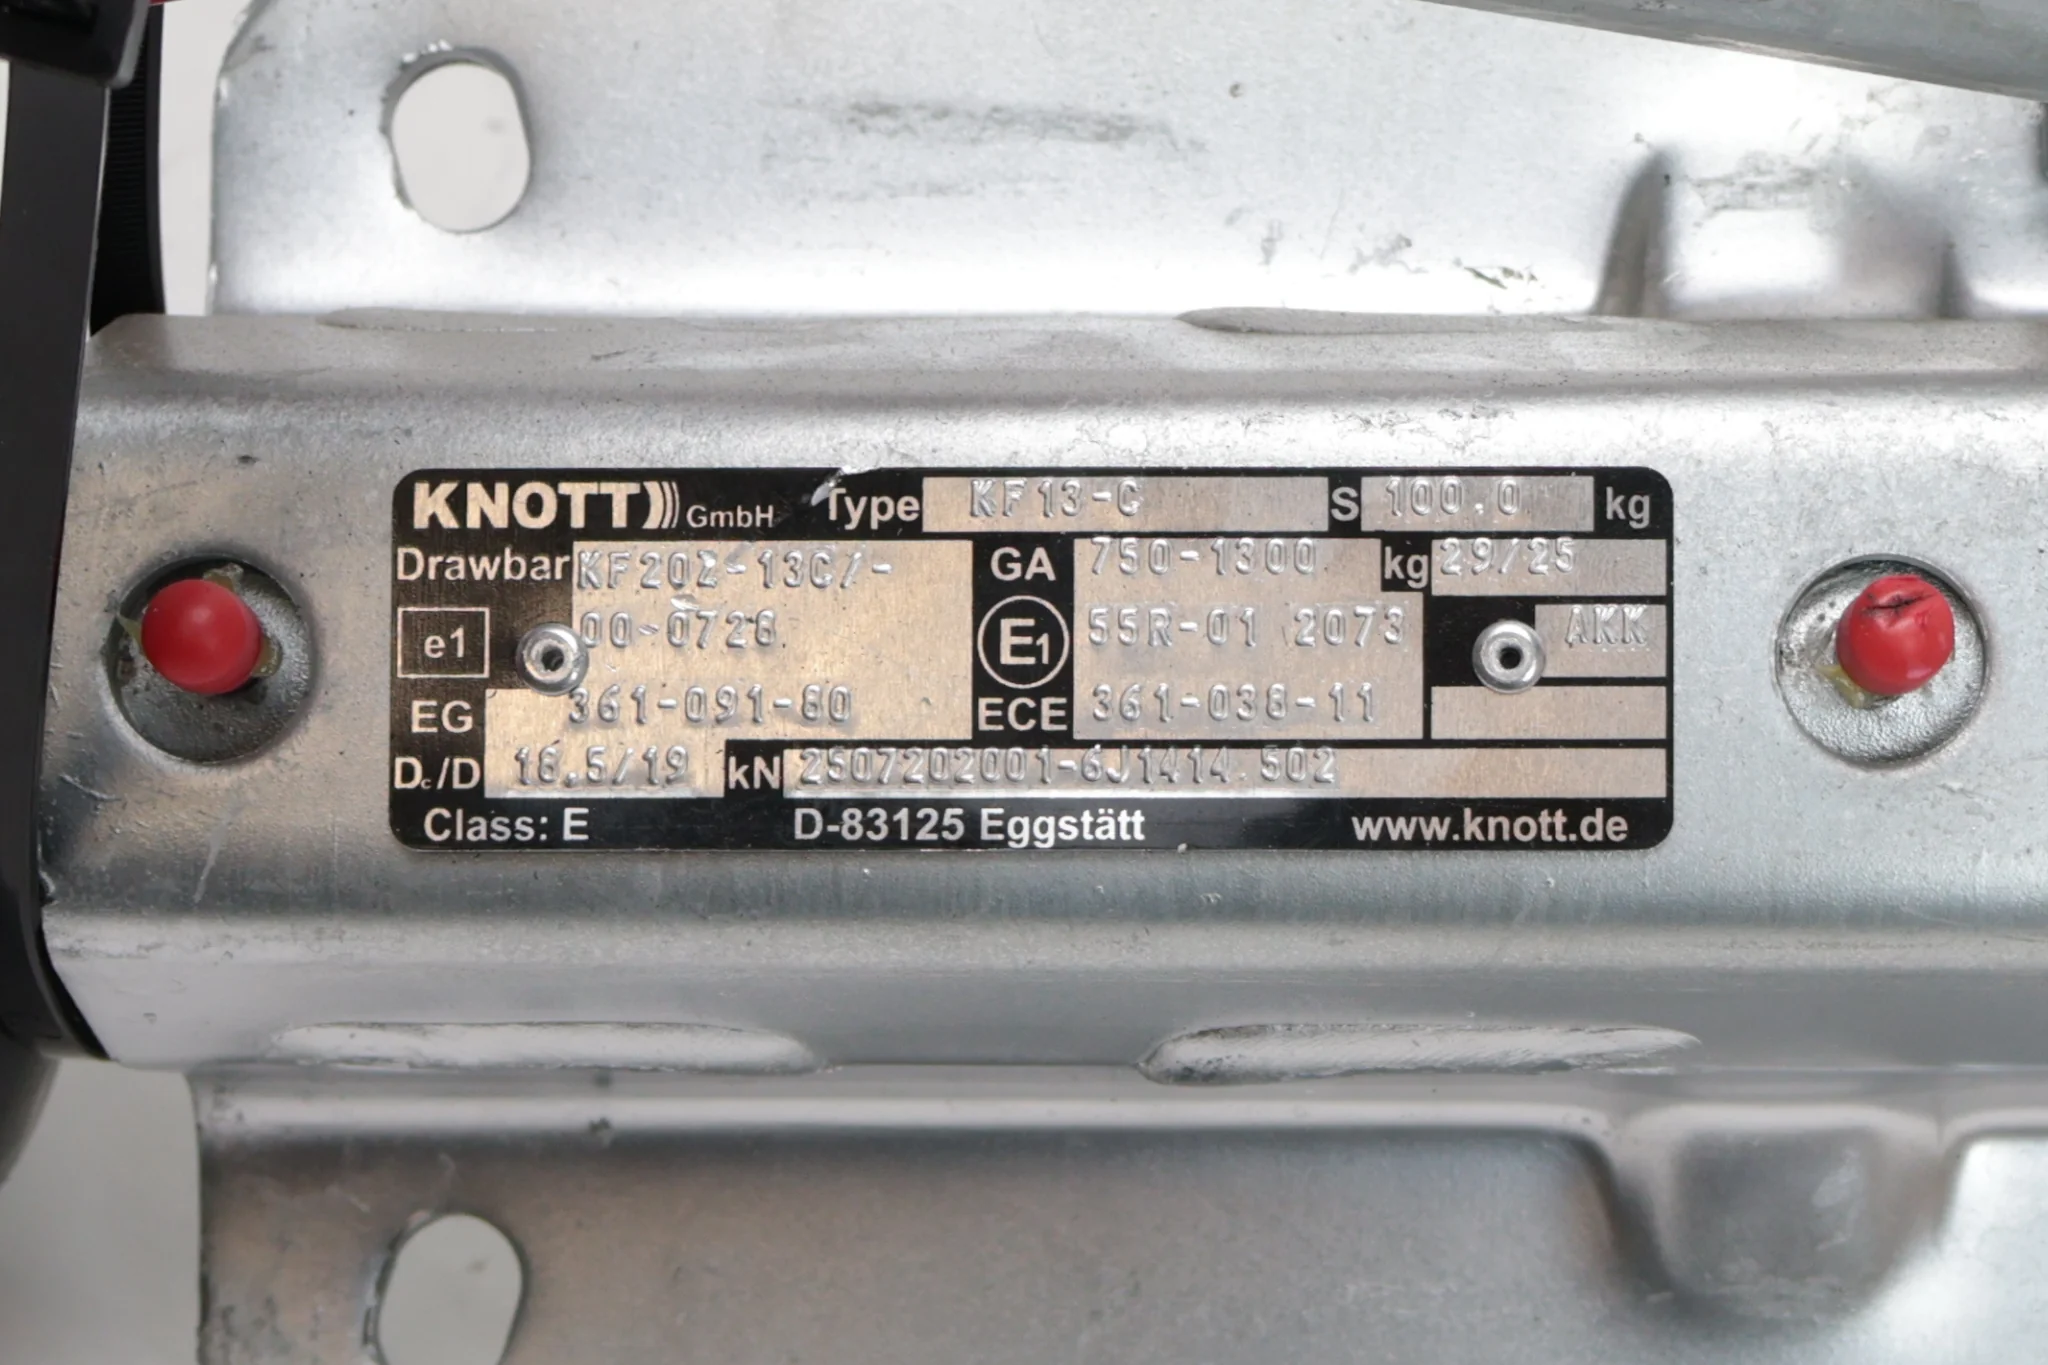 KNOTT GmbH Type KF13-C S 100.0 kg
Drawbar KF20Z-13C/- GA 750-1300 kg 29/25
e1 00-0728 E1 55R-01 2073 AKK
EG 361-091-80 ECE 361-038-11
Dc/D 18.5/19 kN 2507202001-6J1414.502
Class: E D-83125 Eggstätt www.knott.de